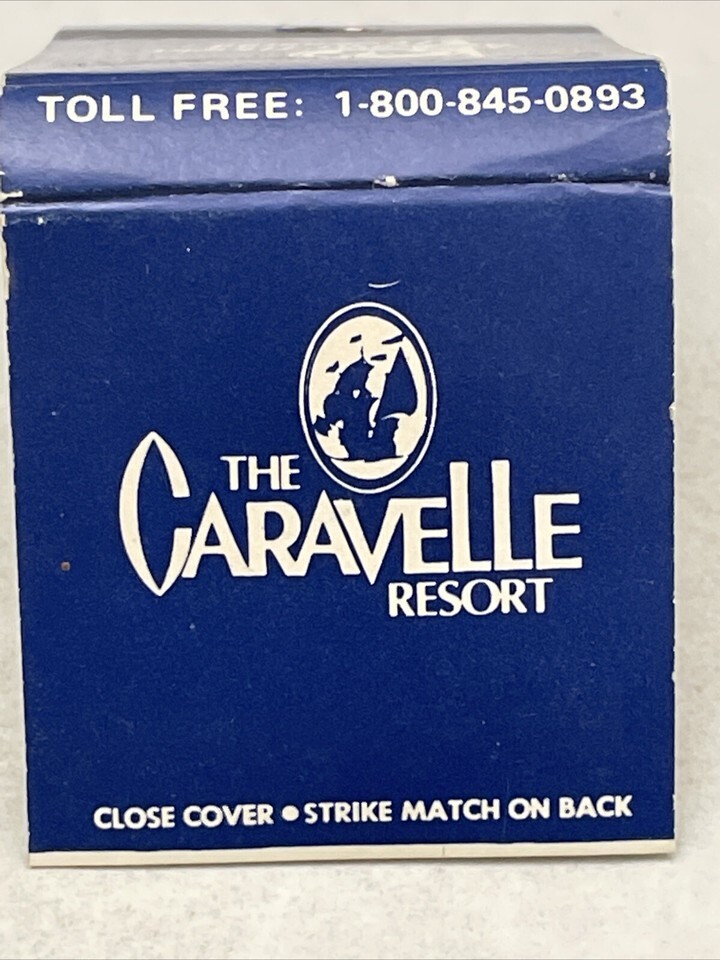 TOLL FREE: 1-800-845-0893
THE
CARAVELLE
RESORT
CLOSE COVER ● STRIKE MATCH ON BACK